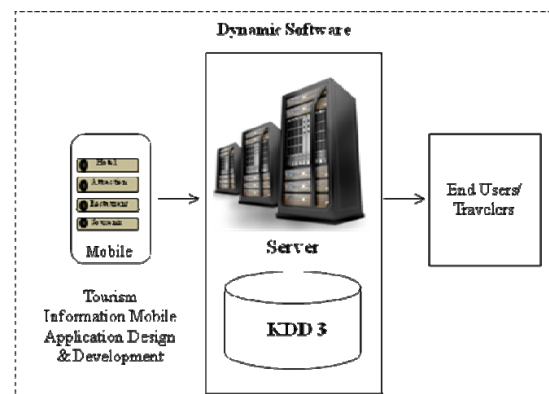 Dynamic Software
Hotel
Attraction
Restaurant
Mobile
Tourism
Information Mobile
Application Design
& Development
Server
KDD 3
End Users/
Travelers